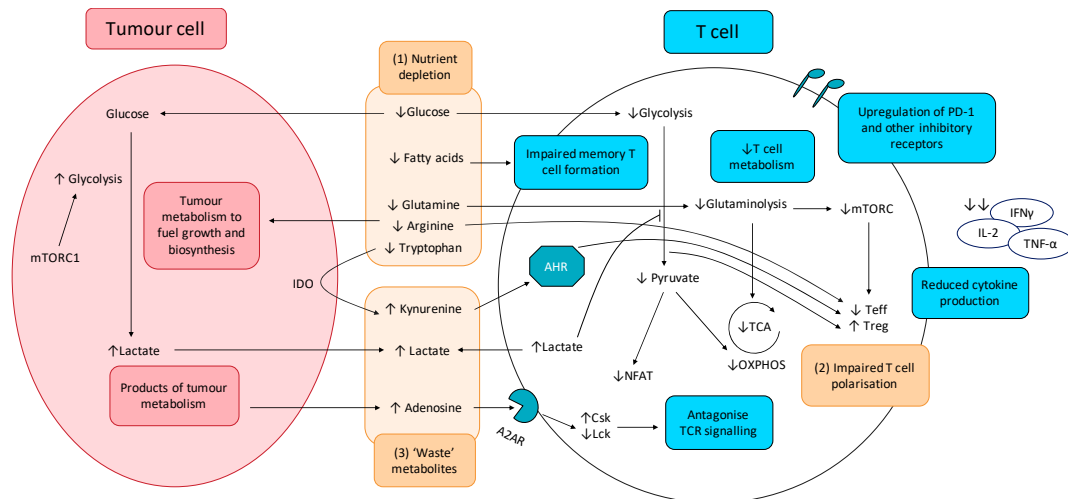 Tumour cell
T cell
(1) Nutrient
depletion
Glucose
↓Glucose
↓Glycolysis
Upregulation of PD-1
and other inhibitory
receptors
↓ Fatty acids
Impaired memory T
cell formation
↓T cell
metabolism
↑ Glycolysis
Tumour
metabolism to
fuel growth and
biosynthesis
mTORC1
↓ Glutamine
↓ Arginine
↓ Tryptophan
↓Glutaminolysis
↓mTORC
↓↓
IFNγ
IL-2
TNF-α
IDO
AHR
↓ Pyruvate
Reduced cytokine
production
↑ Kynurenine
↓ Teff
↑ Treg
↓TCA
↑Lactate
↑ Lactate
↑Lactate
↓NFAT
↓OXPHOS
(2) Impaired T cell
polarisation
Products of tumour
metabolism
↑ Adenosine
A2AR
↑Csk
↓Lck
Antagonise
TCR signalling
(3) ‘Waste’
metabolites